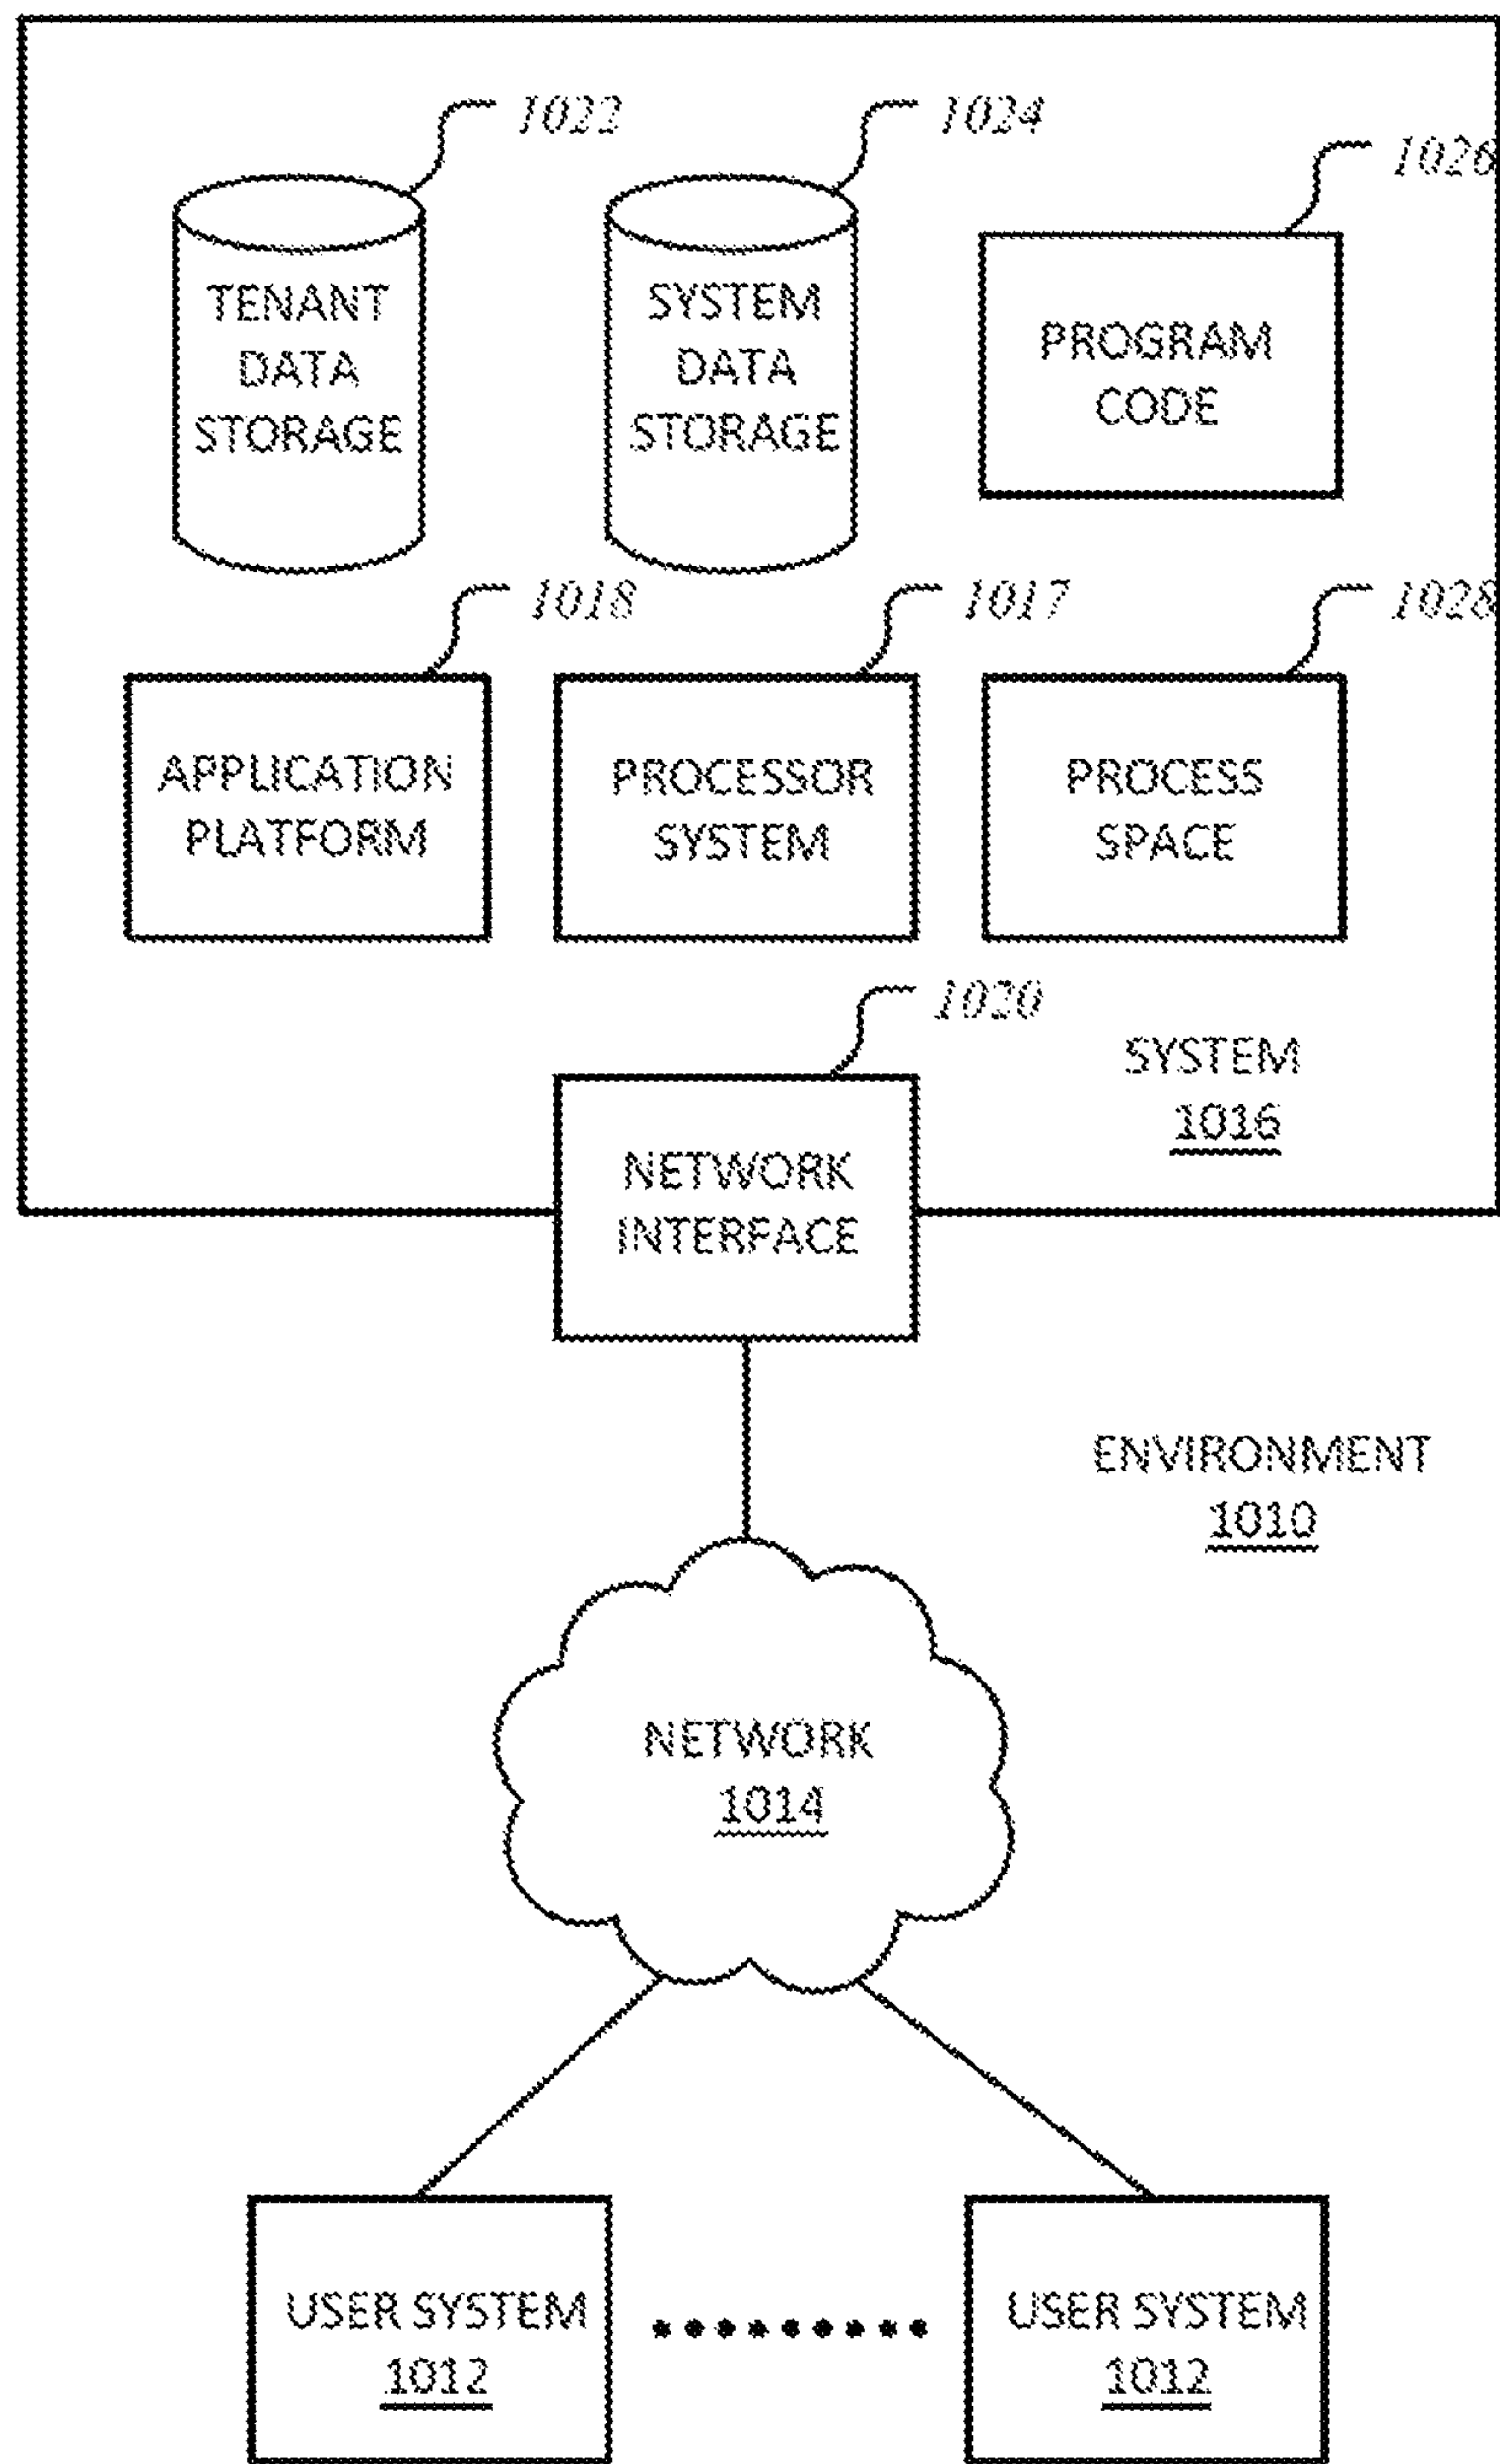 1022
1024
1026
TENANT
DATA
STORAGE
SYSTEM
DATA
STORAGE
PROGRAM
CODE
1018
1017
1028
APPLICATION
PLATFORM
PROCESSOR
SYSTEM
PROCESS
SPACE
1020
SYSTEM
1016
NETWORK
INTERFACE
ENVIRONMENT
1010
NETWORK
1014
USER SYSTEM
1012
USER SYSTEM
1012